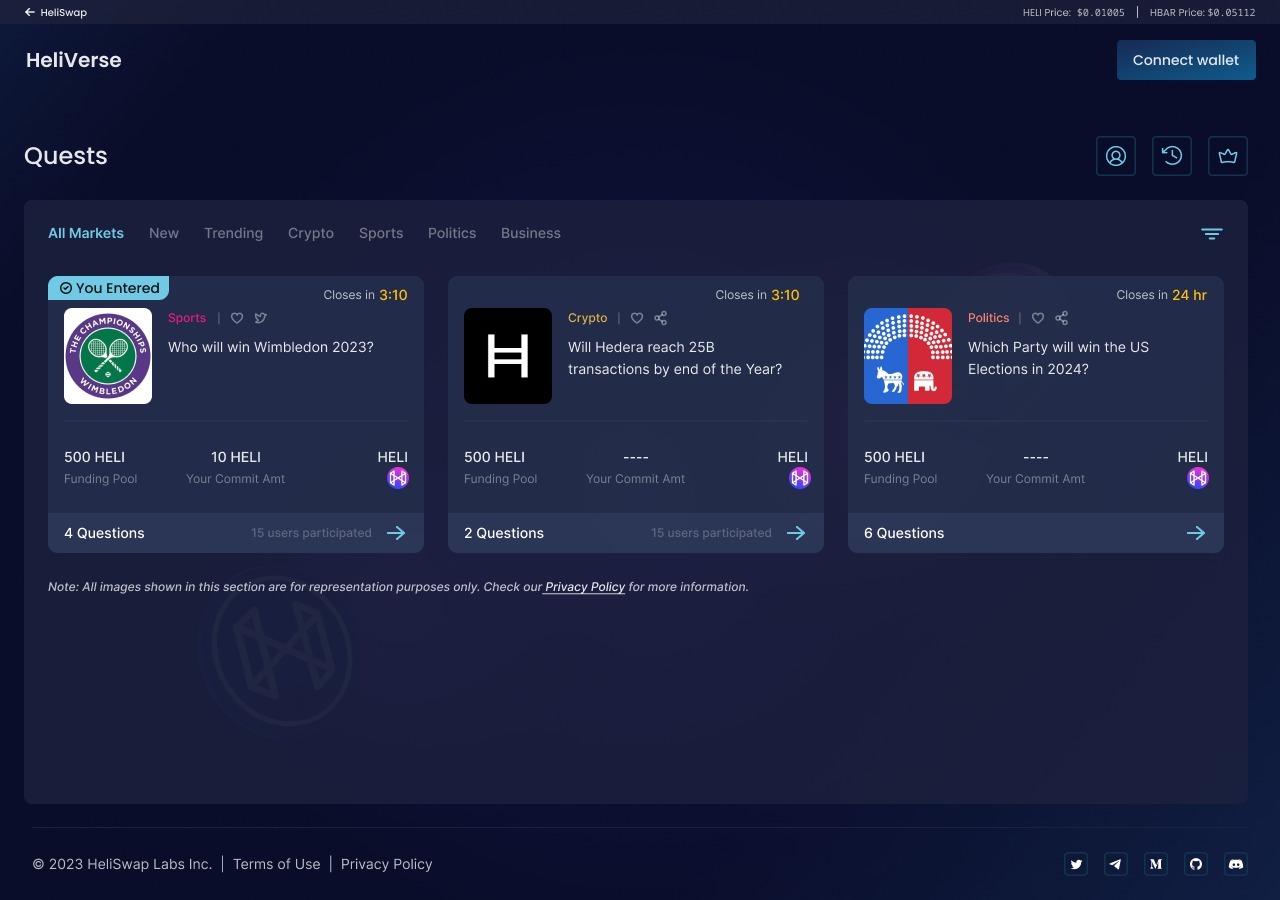 HeliSwap
HELI Price: $0.01005 | HBAR Price: $0.05112
HeliVerse
Connect wallet
Quests
All Markets New Trending Crypto Sports Politics Business
You Entered
Closes in 3:10
Sports |
THE CHAMPIONSHIPS
WIMBLEDON
Who will win Wimbledon 2023?
500 HELI 10 HELI HELI
Funding Pool Your Commit Amt
4 Questions 15 users participated
Closes in 3:10
Crypto |
Will Hedera reach 25B
transactions by end of the Year?
500 HELI ---- HELI
Funding Pool Your Commit Amt
2 Questions 15 users participated
Closes in 24 hr
Politics |
Which Party will win the US
Elections in 2024?
500 HELI ---- HELI
Funding Pool Your Commit Amt
6 Questions
Note: All images shown in this section are for representation purposes only. Check our Privacy Policy for more information.
© 2023 HeliSwap Labs Inc. | Terms of Use | Privacy Policy